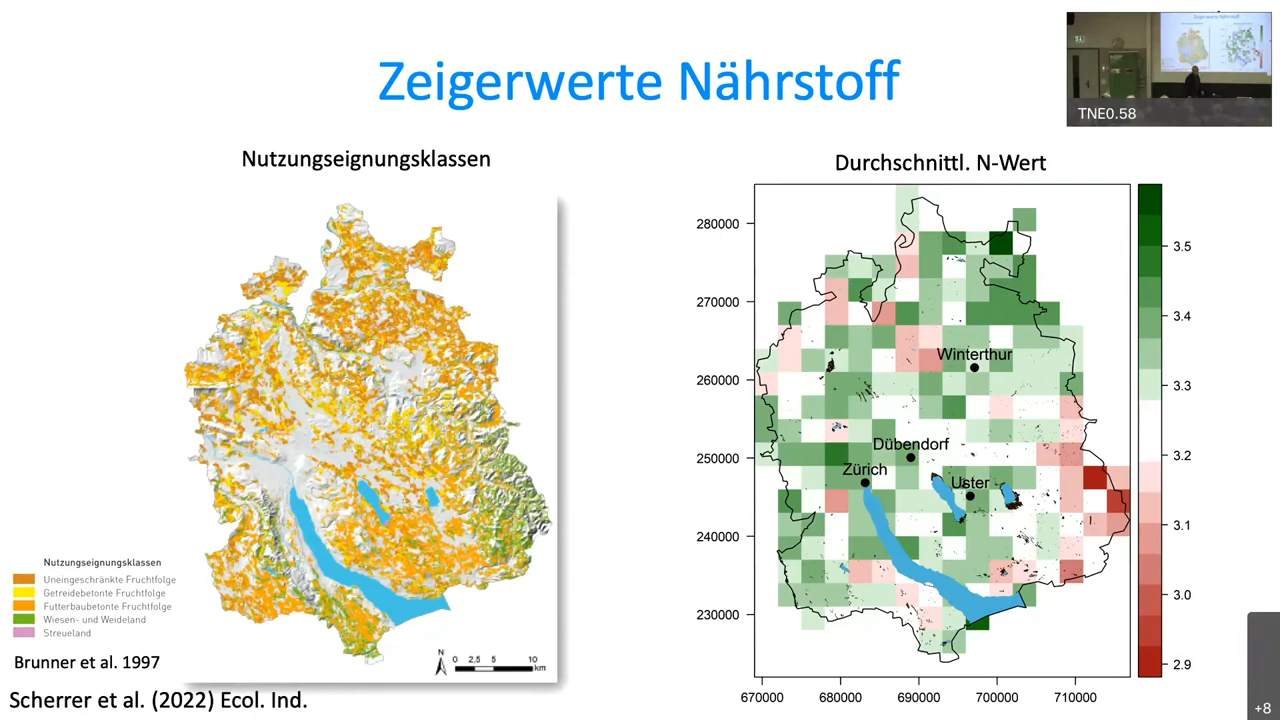 Zeigerwerte Nährstoff
TNE0.58
Nutzungseignungsklassen
Durchschnittl. N-Wert
280000
270000
260000
250000
240000
230000
670000
680000
690000
700000
710000
Winterthur
Dübendorf
Zürich
Uster
3.5
3.4
3.3
3.2
3.1
3.0
2.9
Nutzungseignungsklassen
Uneingeschränkte Fruchtfolge
Getreidebetonte Fruchtfolge
Futterbaubetonte Fruchtfolge
Wiesen- und Weideland
Streueland
N
0 2,5 5 10
km
Brunner et al. 1997
Scherrer et al. (2022) Ecol. Ind.
+8